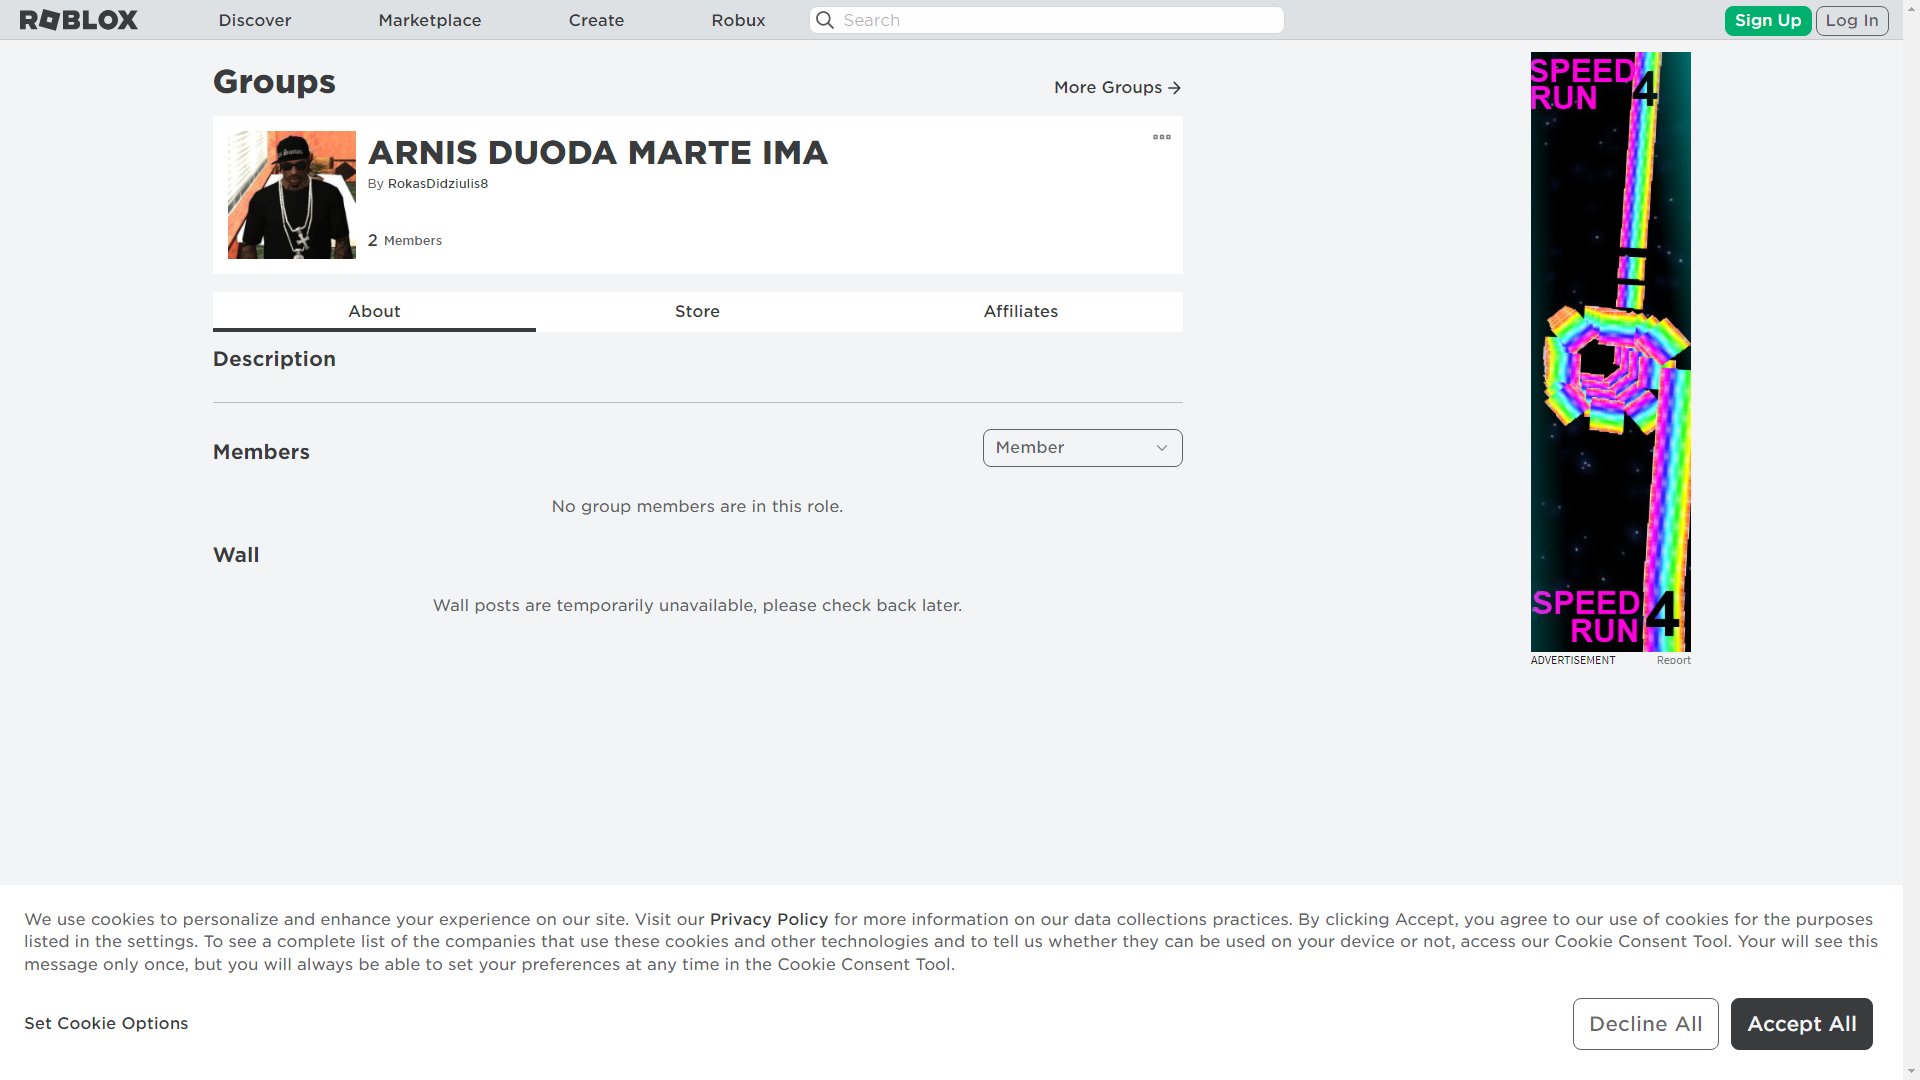 ROBLOX Discover Marketplace Create Robux Search Sign Up Log In
Groups
More Groups
ARNIS DUODA MARTE IMA
By RokasDidziulis8
2 Members
About Store Affiliates
Description
Members
Member
No group members are in this role.
Wall
Wall posts are temporarily unavailable, please check back later.
SPEED
RUN 4
SPEED
RUN 4
ADVERTISEMENT Report
We use cookies to personalize and enhance your experience on our site. Visit our Privacy Policy for more information on our data collections practices. By clicking Accept, you agree to our use of cookies for the purposes
listed in the settings. To see a complete list of the companies that use these cookies and other technologies and to tell us whether they can be used on your device or not, access our Cookie Consent Tool. Your will see this
message only once, but you will always be able to set your preferences at any time in the Cookie Consent Tool.
Set Cookie Options
Decline All
Accept All